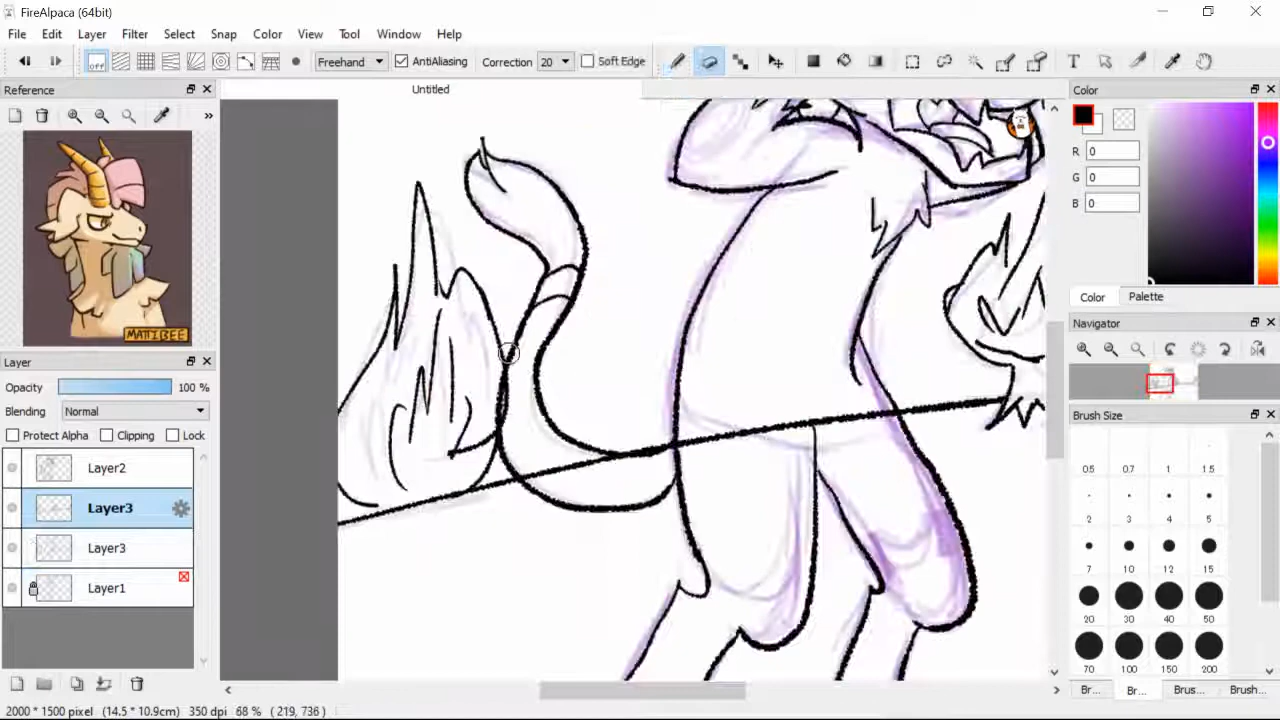 FireAlpaca (64bit)
File Edit Layer Filter Select Snap Color View Tool Window Help
off Freehand AntiAliasing Correction 20 Soft Edge T
Reference Untitled Color
»
R 0
G 0
B 0
MATTIBEE
Color Palette
Layer Navigator
Opacity 100 %
Blending Normal
Protect Alpha Clipping Lock
Brush Size
Layer2
0.5 0.7 1 1.5
Layer3
2 3 4 5
Layer3
7 10 12 15
Layer1
20 30 40 50
70 100 150 200
Br... Br... Brus... Brush...
2000 * 1500 pixel (14.5 * 10.9cm) 350 dpi 68 % ( 219, 736 )